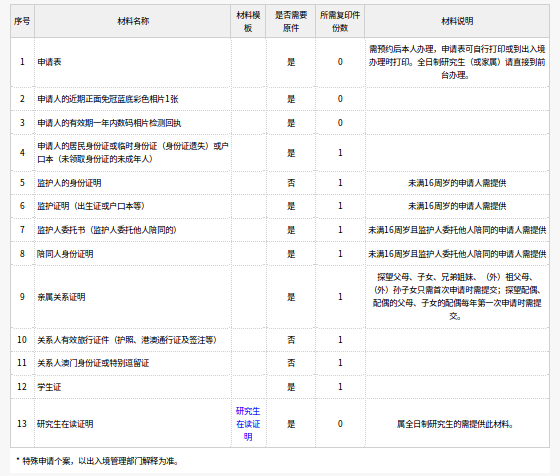 序号 材料名称 材料模板 是否需要原件 所需复印件份数 材料说明
1 申请表 是 0 需预约后本人办理，申请表可自行打印或到出入境
办理时打印。全日制研究生（或家属）请直接到前
台办理。
2 申请人的近期正面免冠蓝底彩色相片1张 是 0
3 申请人的有效期一年内数码相片检测回执 是 0
4 申请人的居民身份证或临时身份证（身份证遗失）或户
口本（未领取身份证的未成年人） 是 1
5 监护人的身份证明 否 1 未满16周岁的申请人需提供
6 监护证明（出生证或户口本等） 是 1 未满16周岁的申请人需提供
7 监护人委托书（监护人委托他人陪同的） 是 1 未满16周岁且监护人委托他人陪同的申请人需提供
8 陪同人身份证明 是 1 未满16周岁且监护人委托他人陪同的申请人需提供
9 亲属关系证明 是 1 探望父母、子女、兄弟姐妹、（外）祖父母、
（外）孙子女只需首次申请时需提交；探望配偶、
配偶的父母、子女的配偶每年第一次申请时需提
交。
10 关系人有效旅行证件（护照、港澳通行证及签注等） 否 1
11 关系人澳门身份证或特别逗留证 否 1
12 学生证 是 1
13 研究生在读证明 研究生
在读证
明 是 0 属全日制研究生的需提供此材料。
* 特殊申请个案，以出入境管理部门解释为准。